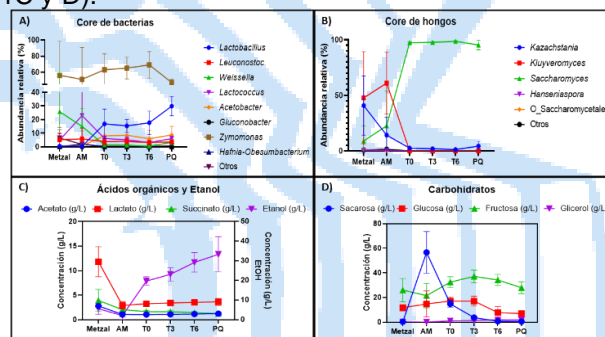 A) Core de bacterias
Abundancia relativa (%)
100
80
60
40
40
30
20
10
0
Metzal AM T0 T3 T6 PQ
Lactobacillus
Leuconostoc
Weissella
Lactococcus
Acetobacter
Gluconobacter
Zymomonas
Hafnia-Obesumbacterium
Otros
B) Core de hongos
Abundancia relativa (%)
100
50
0
Metzal AM T0 T3 T6 PQ
Kazachstania
Kluyveromyces
Saccharomyces
Hanseniaspora
O_Saccharomycetales
Otros
C) Ácidos orgánicos y Etanol
Acetato (g/L) Lactato (g/L) Succinato (g/L) Etanol (g/L)
Concentración (g/L)
20
15
10
5
0
Metzal AM T0 T3 T6 PQ
50
40
30
20
10
0
Concentración (g/L)
EtOH
D) Carbohidratos
Sacarosa (g/L) Glucosa (g/L) Fructosa (g/L) Glicerol (g/L)
Concentración (g/L)
80
60
40
20
0
Metzal AM T0 T3 T6 PQ